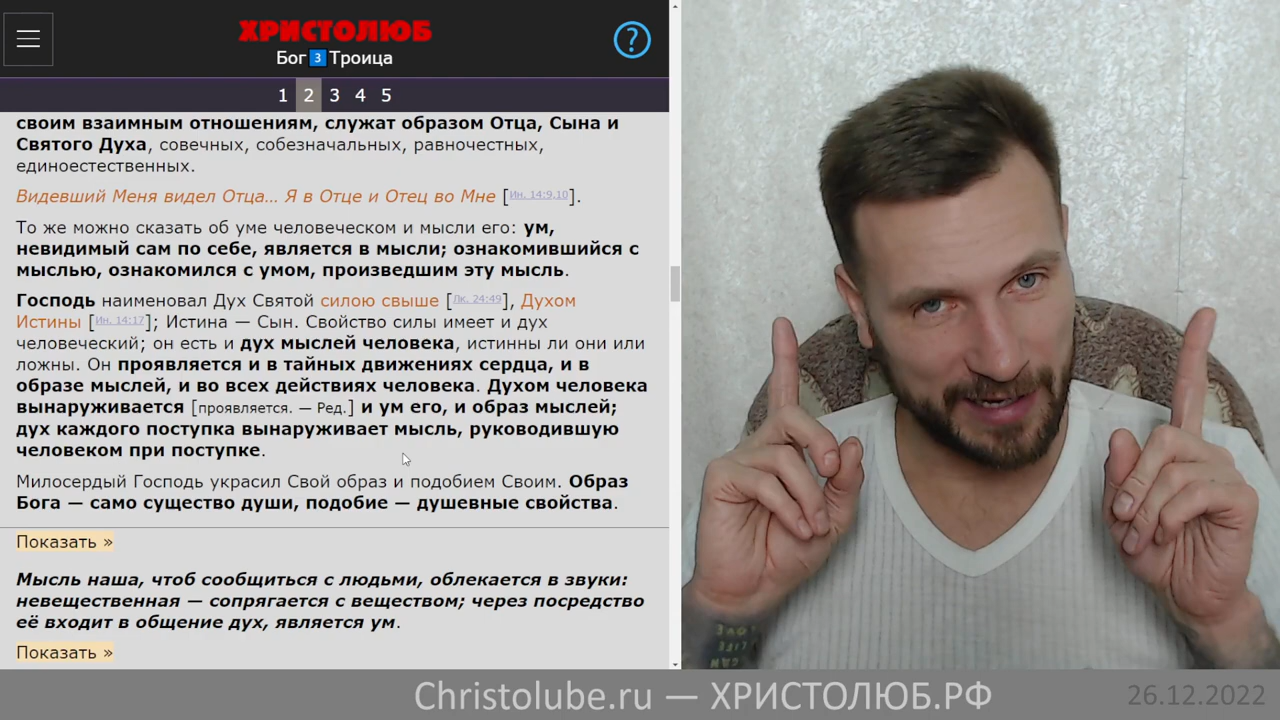 ХРИСТОЛЮБ
Бог 3 Троица
?
1 2 3 4 5
своим взаимным отношениям, служат образом Отца, Сына и
Святого Духа, совечных, собезначальных, равночестных,
единоестественных.
Видевший Меня видел Отца... Я в Отце и Отец во Мне [Ин. 14:9,10].
То же можно сказать об уме человеческом и мысли его: ум,
невидимый сам по себе, является в мысли; ознакомившийся с
мыслью, ознакомился с умом, произведшим эту мысль.
Господь наименовал Дух Святой силою свыше [Лк. 24:49], Духом
Истины [Ин. 14:17]; Истина — Сын. Свойство силы имеет и дух
человеческий; он есть и дух мыслей человека, истинны ли они или
ложны. Он проявляется и в тайных движениях сердца, и в
образе мыслей, и во всех действиях человека. Духом человека
вынаруживается [проявляется. — Ред.] и ум его, и образ мыслей;
дух каждого поступка вынаруживает мысль, руководившую
человеком при поступке.
Милосердый Господь украсил Свой образ и подобием Своим. Образ
Бога — само существо души, подобие — душевные свойства.
Показать »
Мысль наша, чтоб сообщиться с людьми, облекается в звуки:
невещественная — сопрягается с веществом; через посредство
её входит в общение дух, является ум.
Показать »
LIFE
CAN
Christolube.ru — ХРИСТОЛЮБ.РФ
26.12.2022